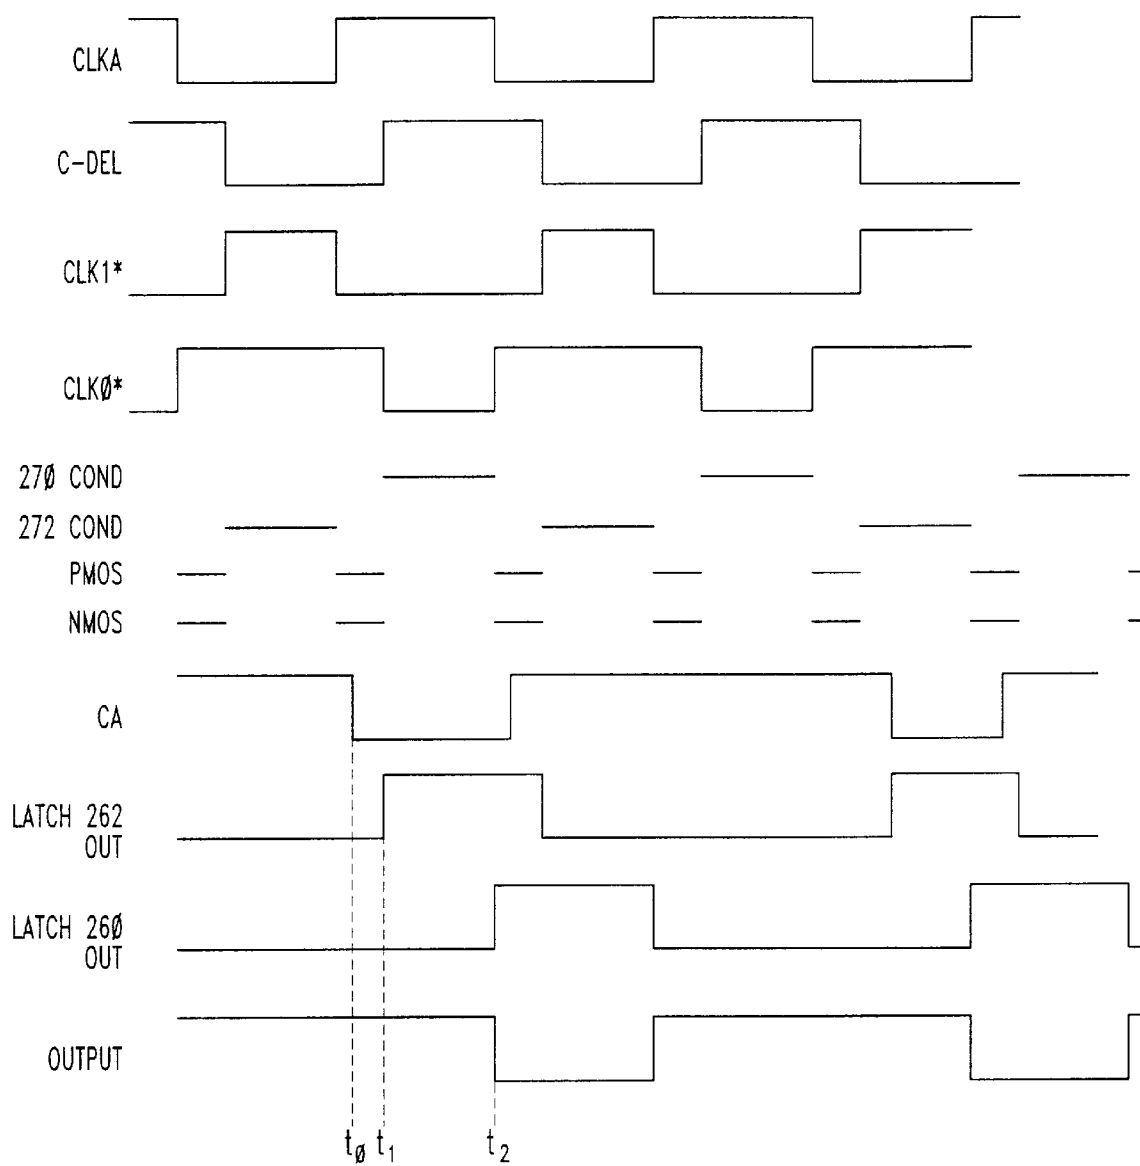 CLKA
C-DEL
CLK1*
CLKØ*
27Ø COND
272 COND
PMOS
NMOS
CA
LATCH 262
OUT
LATCH 26Ø
OUT
OUTPUT
tø t1 t2